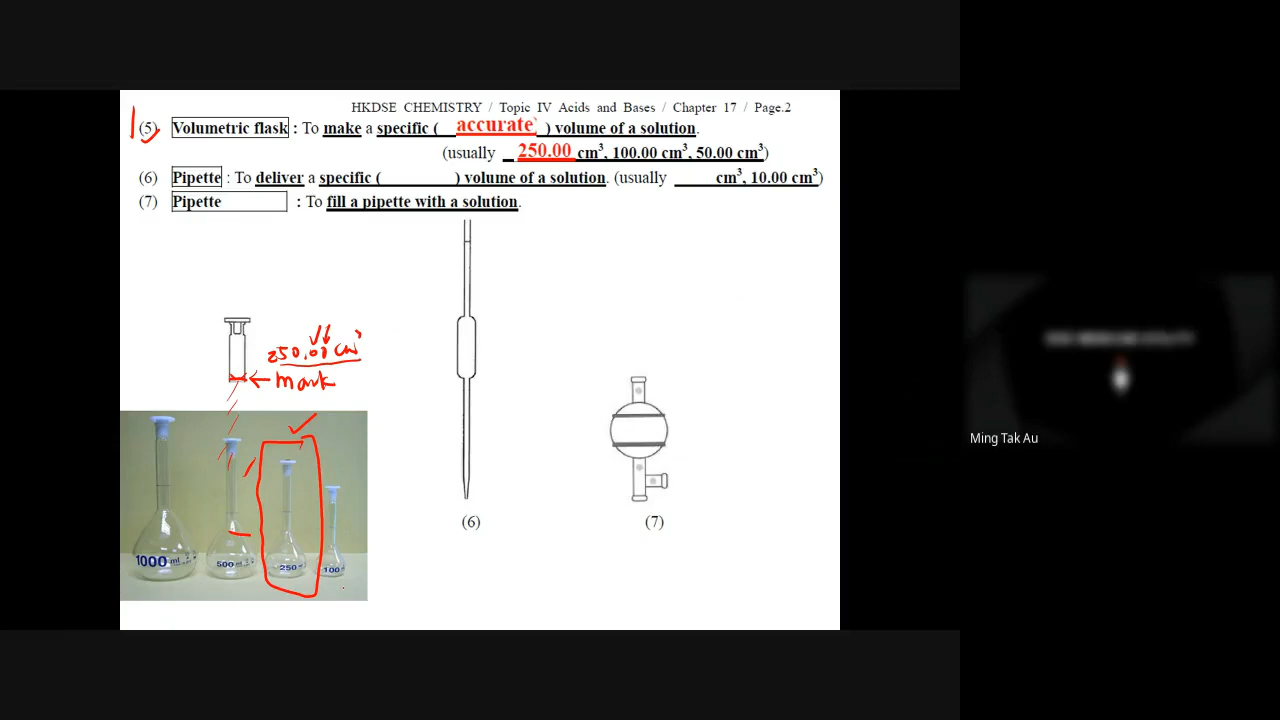 HKDSE CHEMISTRY / Topic IV Acids and Bases / Chapter 17 / Page.2
(5) Volumetric flask : To make a specific ( accurate ) volume of a solution.
(usually 250.00 cm³, 100.00 cm³, 50.00 cm³)
(6) Pipette : To deliver a specific ( ) volume of a solution. (usually cm³, 10.00 cm³)
(7) Pipette : To fill a pipette with a solution.
250.00 cm³
← mark
1000 ml
500 ml
250
100
(6)
(7)
Ming Tak Au